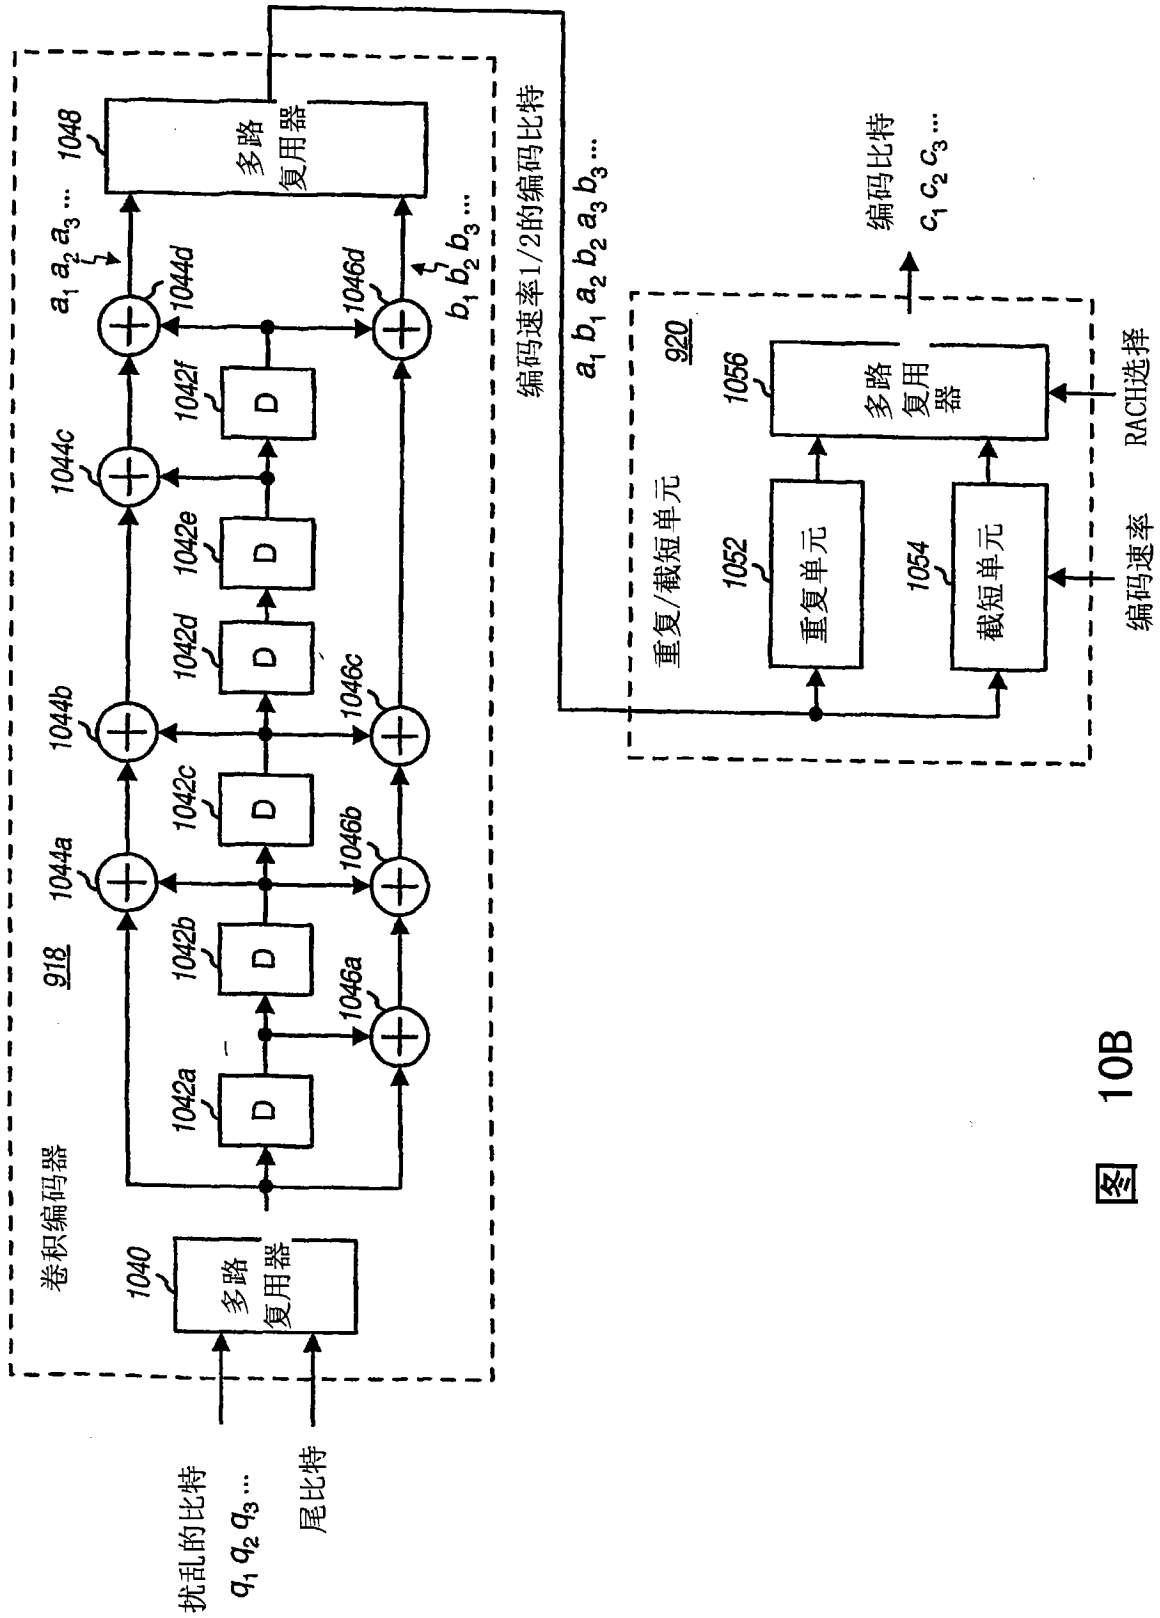 卷积编码器
918
扰乱的比特
q₁ q₂ q₃ ...
尾比特
1040
多路
复用器
1042a
D
1042b
D
1042c
D
1042d
D
1042e
D
1042f
D
1044a
1044b
1044c
1044d
1046a
1046b
1046c
1046d
a₁ a₂ a₃ ...
b₁ b₂ b₃ ...
1048
多路
复用器
编码速率1/2的编码比特
a₁ b₁ a₂ b₂ a₃ b₃ ...
重复/截短单元
920
1052
重复单元
1054
截短单元
1056
多路
复用
器
编码比特
c₁ c₂ c₃ ...
编码速率
RACH选择
图 10B